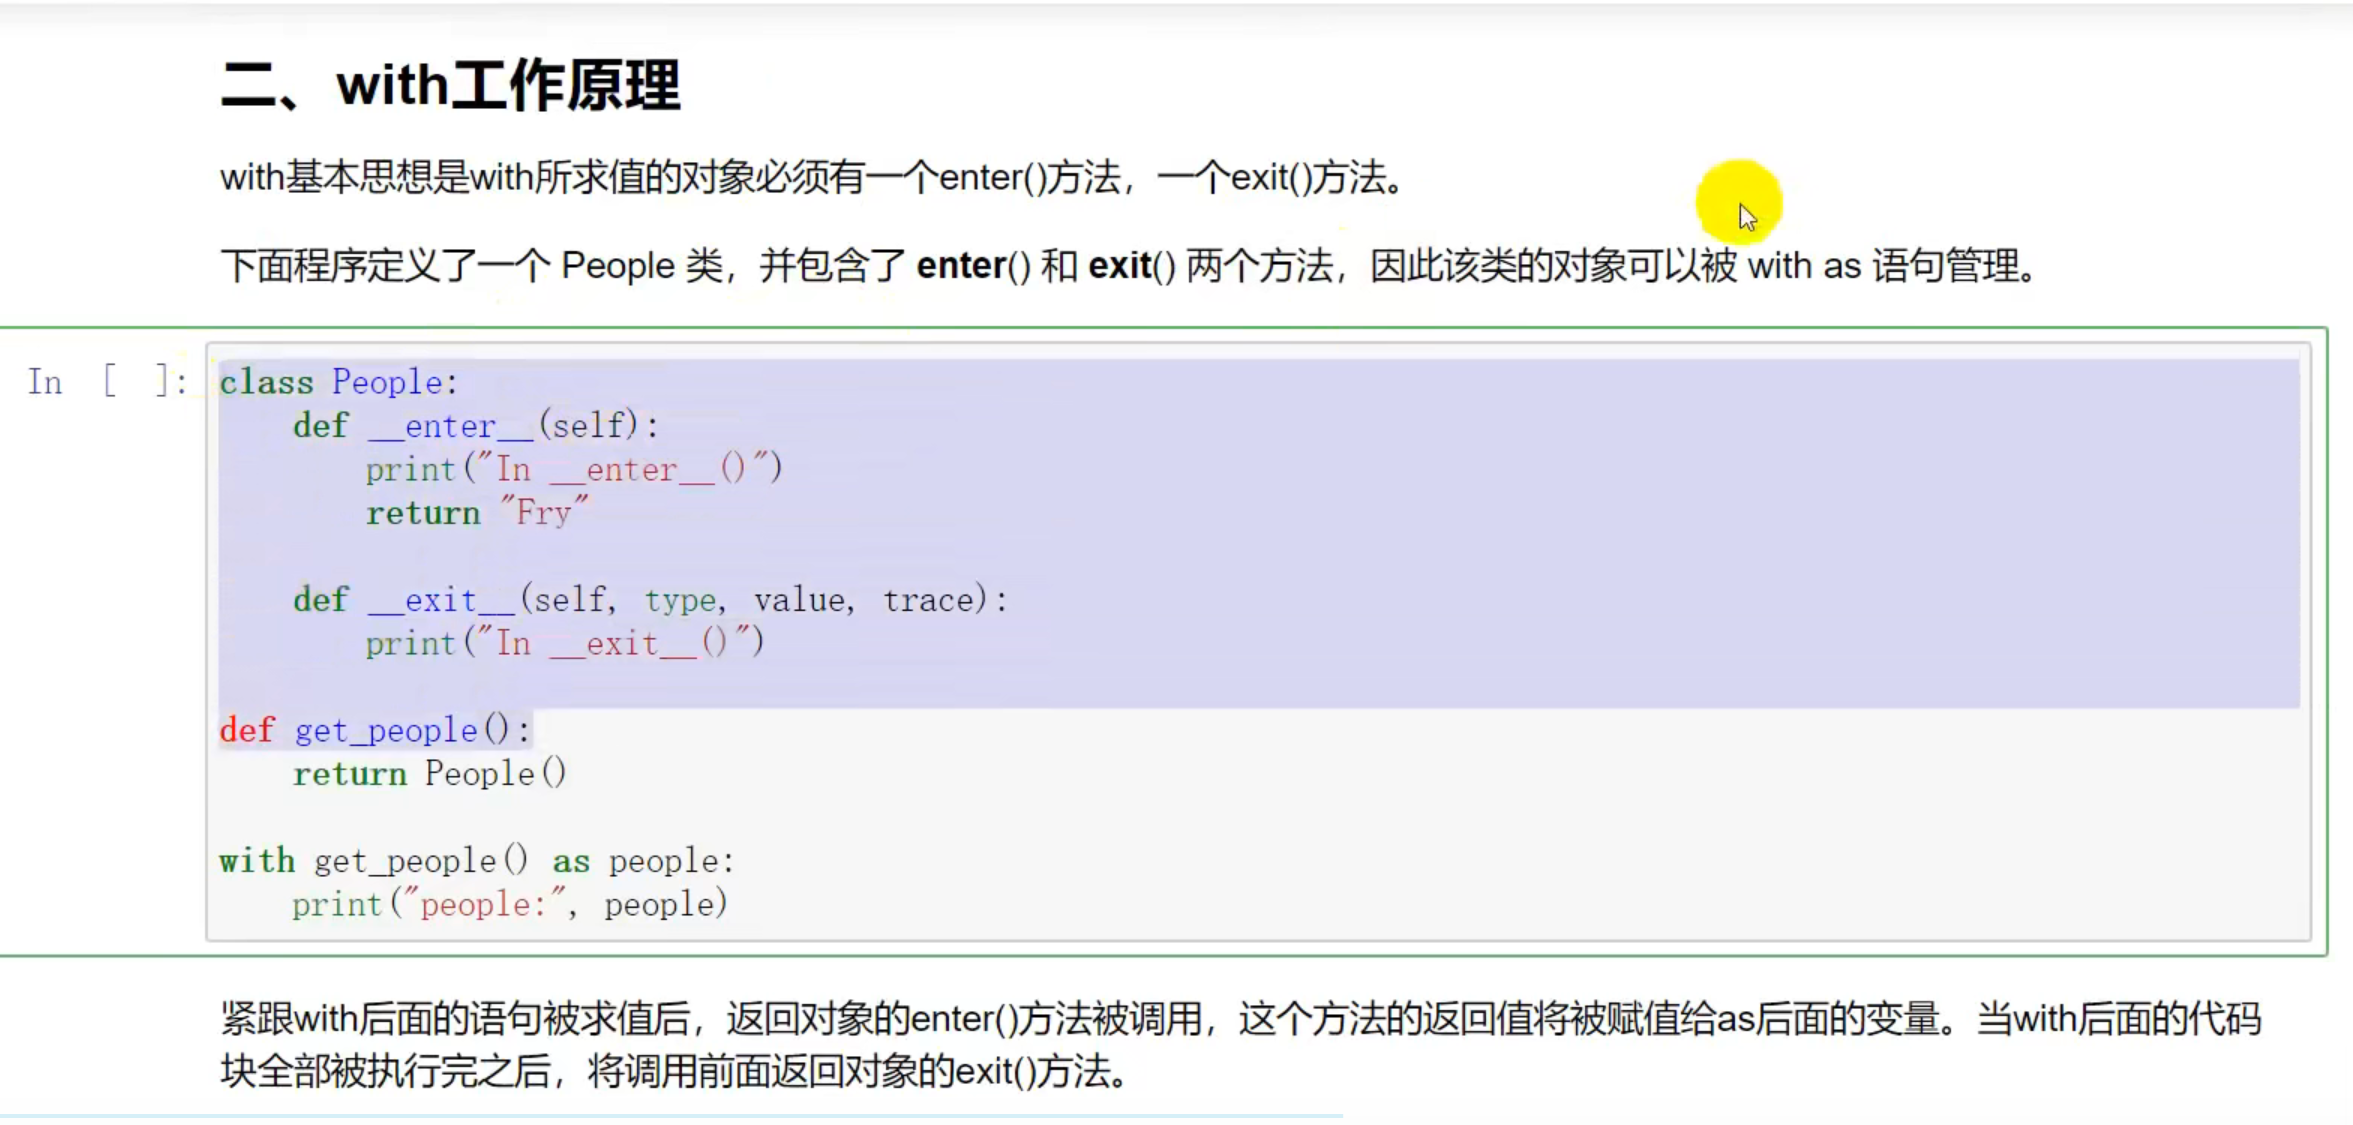 二、with工作原理
with基本思想是with所求值的对象必须有一个enter()方法，一个exit()方法。
下面程序定义了一个 People 类，并包含了 enter() 和 exit() 两个方法，因此该类的对象可以被 with as 语句管理。
In [ ]:
class People:
    def __enter__(self):
        print("In __enter__()")
        return "Fry"
    def __exit__(self, type, value, trace):
        print("In __exit__()")
def get_people():
    return People()
with get_people() as people:
    print("people:", people)
紧跟with后面的语句被求值后，返回对象的enter()方法被调用，这个方法的返回值将被赋值给as后面的变量。当with后面的代码
块全部被执行完之后，将调用前面返回对象的exit()方法。